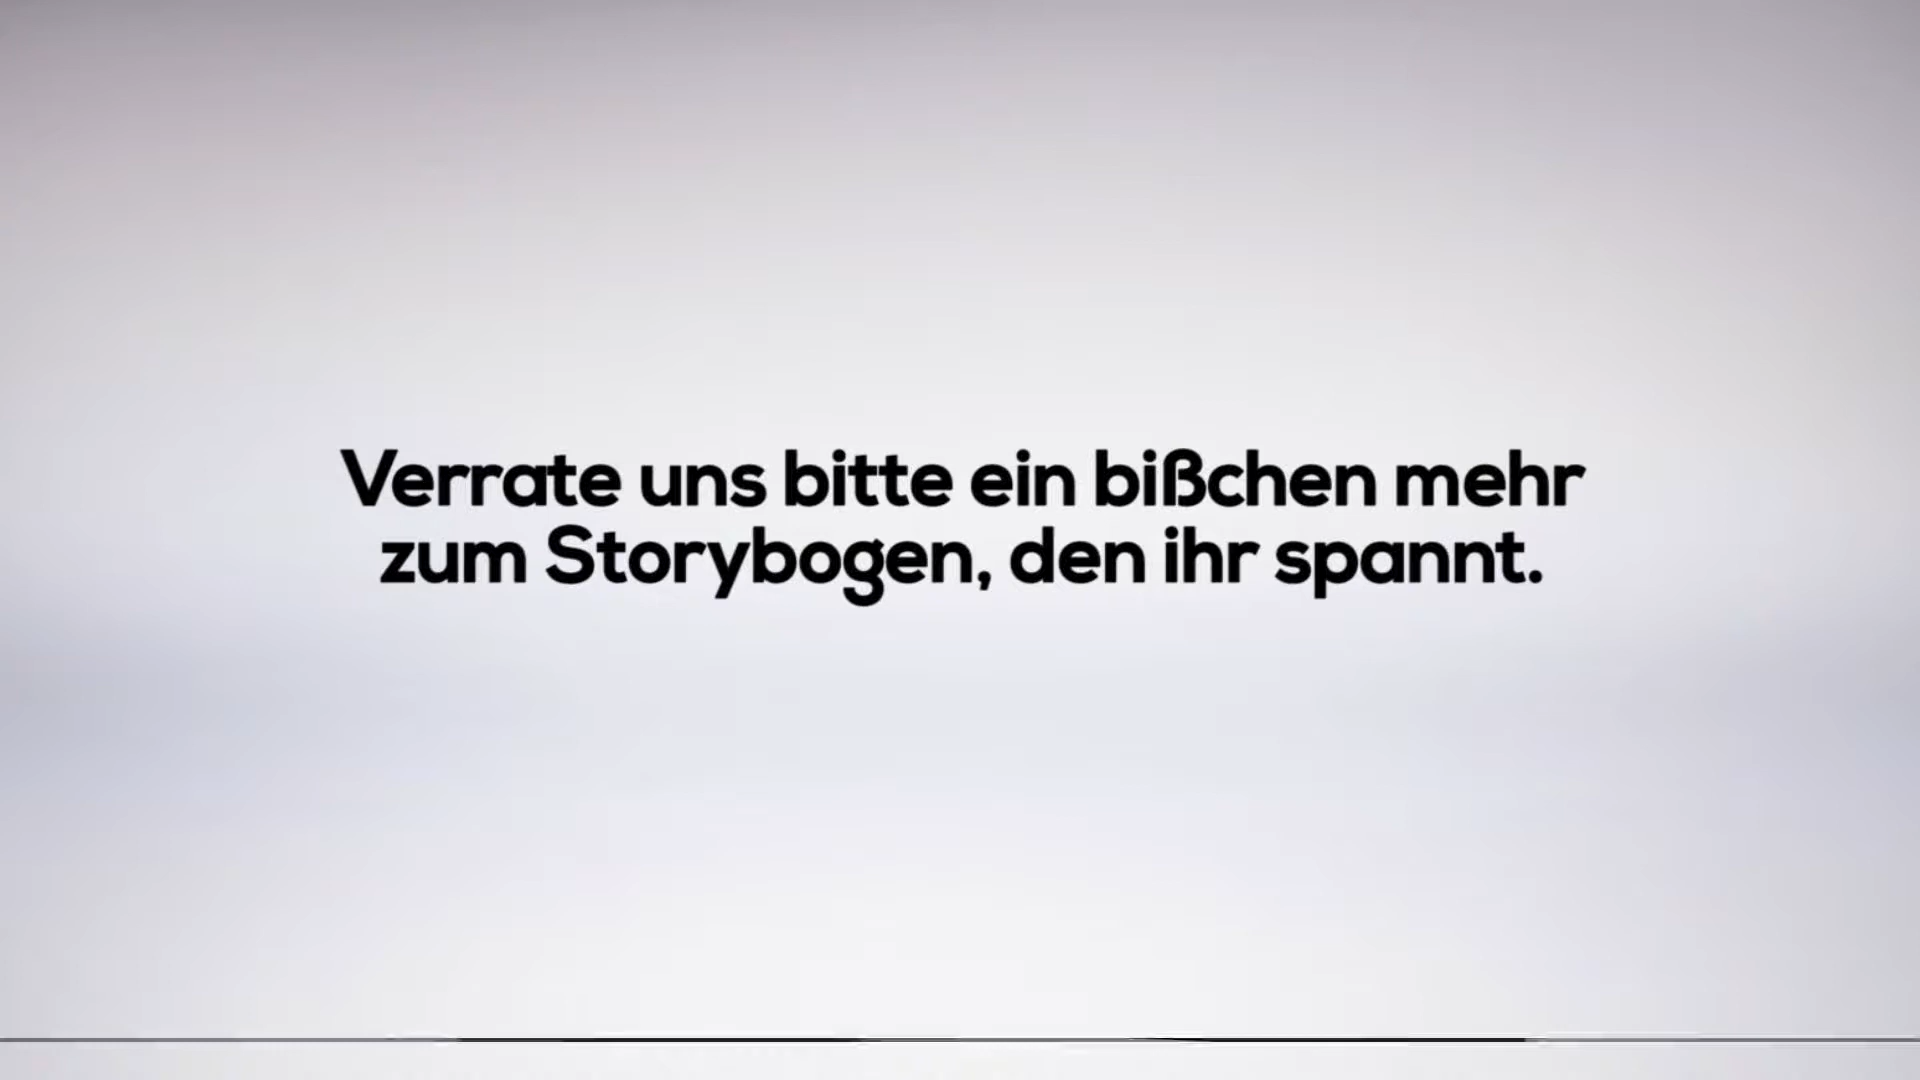 Verrate uns bitte ein bißchen mehr
zum Storybogen, den ihr spannt.